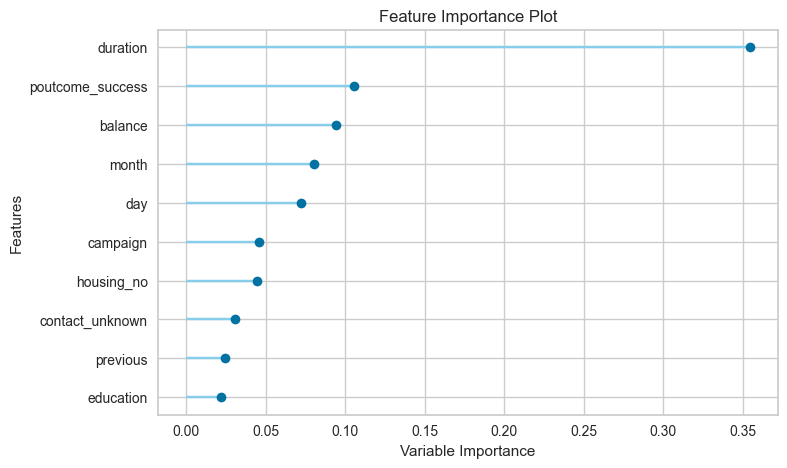 Feature Importance Plot
Features
duration
poutcome_success
balance
month
day
campaign
housing_no
contact_unknown
previous
education
0.00 0.05 0.10 0.15 0.20 0.25 0.30 0.35
Variable Importance